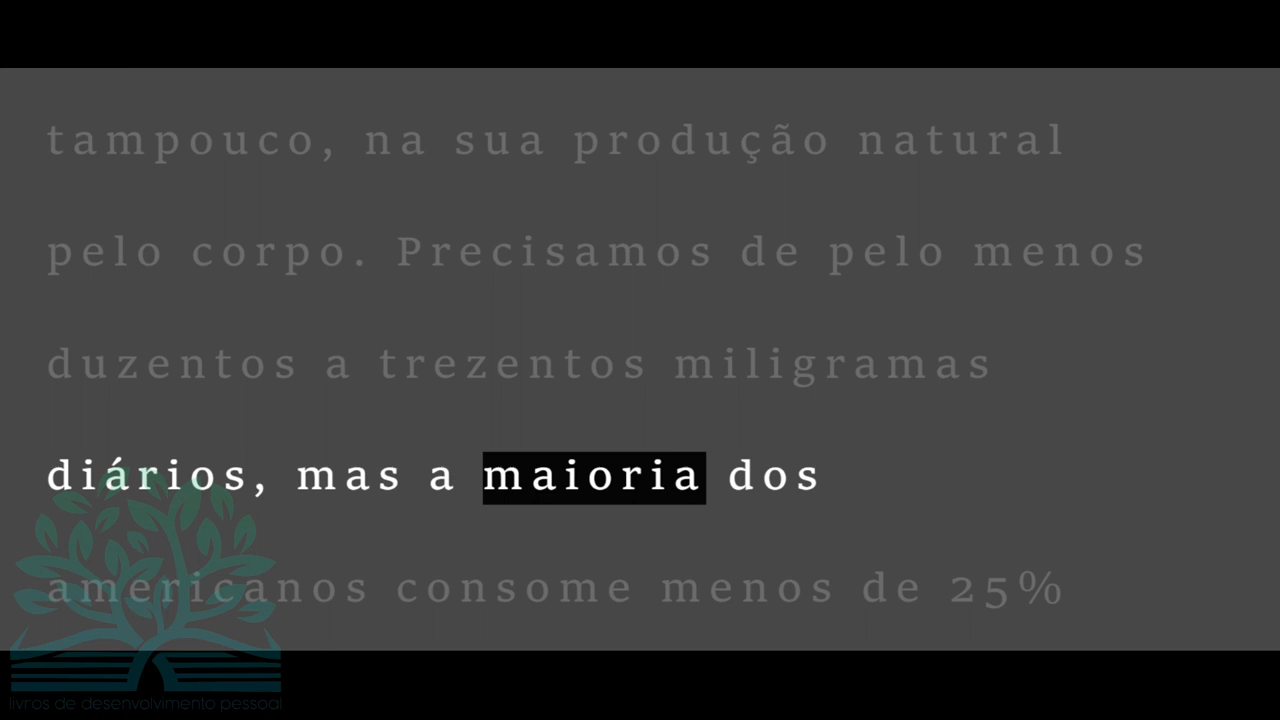 tampouco, na sua produção natural
pelo corpo. Precisamos de pelo menos
duzentos a trezentos miligramas
diários, mas a maioria dos
americanos consome menos de 25%
livros de desenvolvimento pessoal